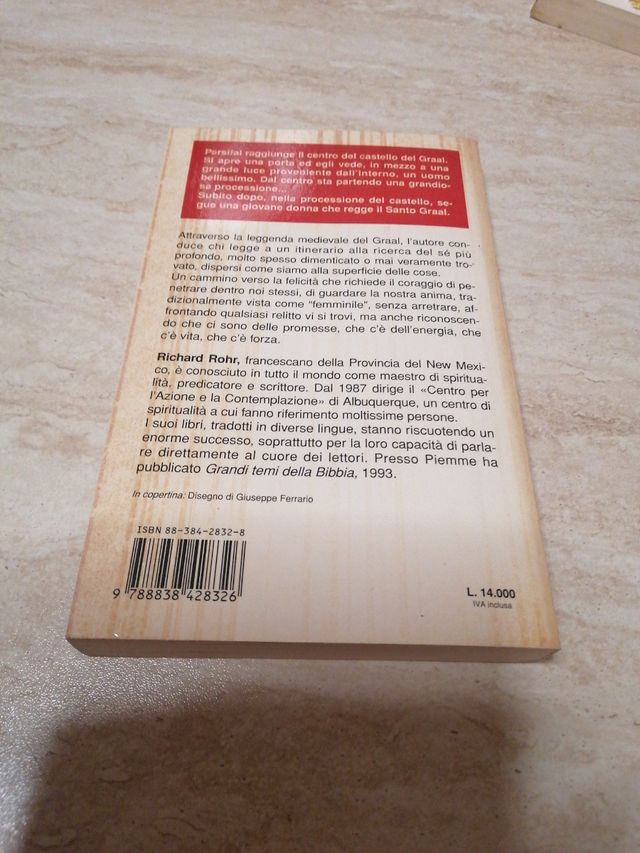 Persifal raggiunge il centro del castello del Graal.
Si apre una porta ed egli vede, in mezzo a una
grande luce proveniente dall'interno, un uomo
bellissimo. Dal centro sta partendo una grandio-
sa processione...
Subito dopo, nella processione del castello, se-
gue una giovane donna che regge il Santo Graal.
Attraverso la leggenda medievale del Graal, l'autore con-
duce chi legge a un itinerario alla ricerca del sé più
profondo, molto spesso dimenticato o mai veramente tro-
vato, dispersi come siamo alla superficie delle cose.
Un cammino verso la felicità che richiede il coraggio di pe-
netrare dentro noi stessi, di guardare la nostra anima, tra-
dizionalmente vista come "femminile", senza arretrare, af-
frontando qualsiasi relitto vi si trovi, ma anche riconoscen-
do che ci sono delle promesse, che c'è dell'energia, che
c'è vita, che c'è forza.
Richard Rohr, francescano della Provincia del New Mexi-
co, è conosciuto in tutto il mondo come maestro di spiritua-
lità, predicatore e scrittore. Dal 1987 dirige il «Centro per
l'Azione e la Contemplazione» di Albuquerque, un centro di
spiritualità a cui fanno riferimento moltissime persone.
I suoi libri, tradotti in diverse lingue, stanno riscuotendo un
enorme successo, soprattutto per la loro capacità di parla-
re direttamente al cuore dei lettori. Presso Piemme ha
pubblicato Grandi temi della Bibbia, 1993.
In copertina: Disegno di Giuseppe Ferrario
ISBN 88-384-2832-8
9 788838 428326
L. 14.000
IVA inclusa